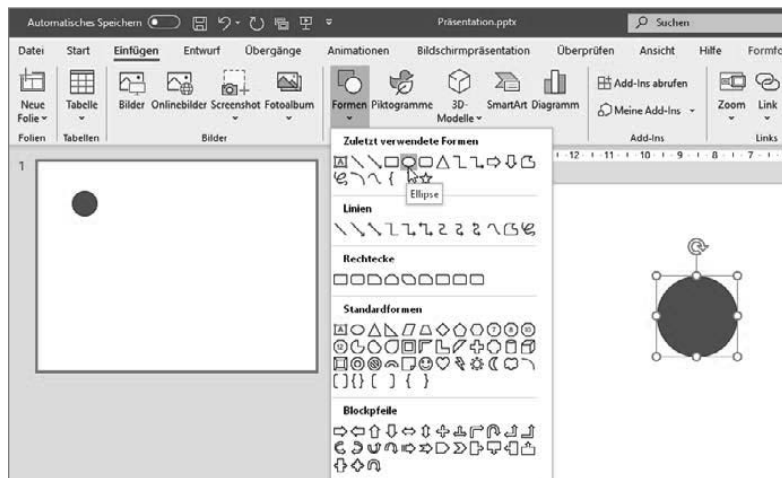 Automatisches Speichern
Präsentation.pptx
Suchen
Datei Start Einfügen Entwurf Übergänge Animationen Bildschirmpräsentation Überprüfen Ansicht Hilfe Formfo
Neue Folie
Tabelle
Bilder Onlinebilder Screenshot Fotoalbum
Formen Piktogramme 3D-Modelle SmartArt Diagramm
Add-Ins abrufen
Meine Add-Ins
Zoom Link
Folien Tabellen Bilder Add-Ins Links
Zuletzt verwendete Formen
Ellipse
Linien
Rechtecke
Standardformen
Blockpfeile
1
12 11 10 9 8 7